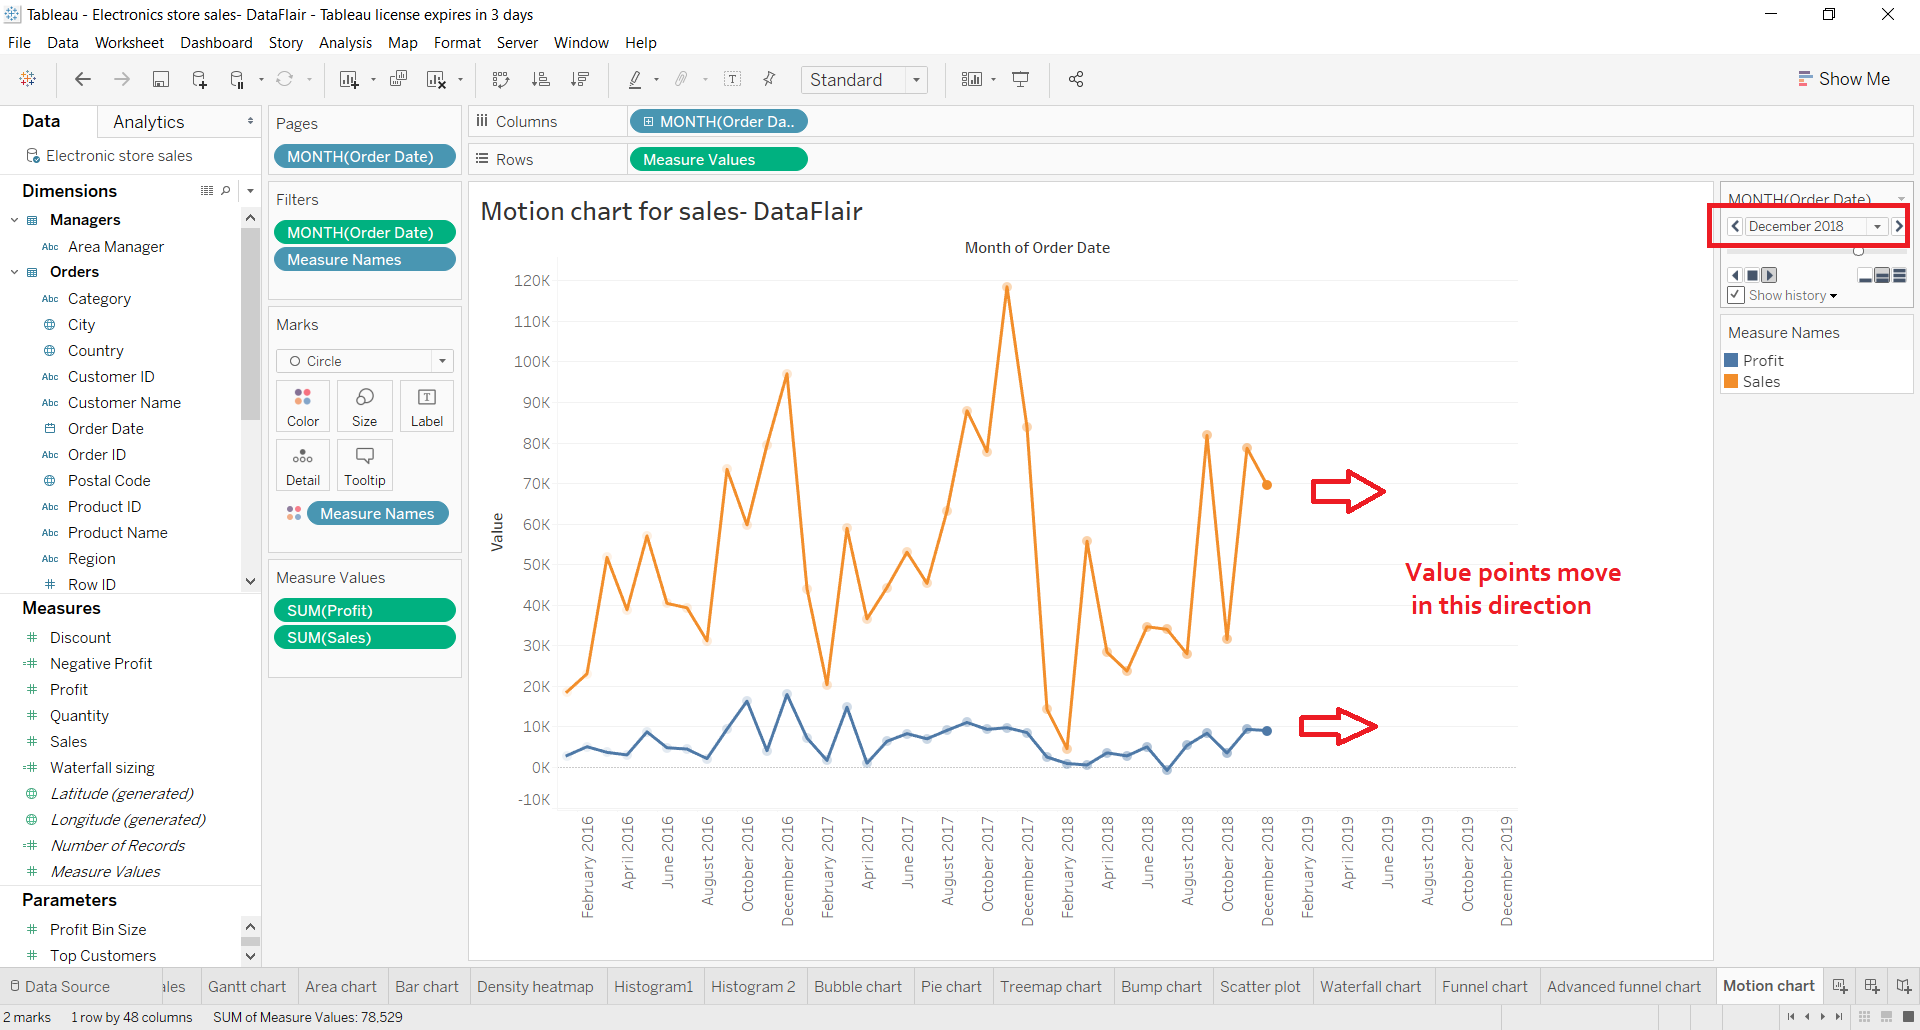 Tableau - Electronics store sales- DataFlair - Tableau license expires in 3 days
File Data Worksheet Dashboard Story Analysis Map Format Server Window Help
Standard
Show Me
Data Analytics
Electronic store sales
Dimensions
Managers
Abc Area Manager
Orders
Abc Category
City
Country
Abc Customer ID
Abc Customer Name
Order Date
Abc Order ID
Postal Code
Abc Product ID
Abc Product Name
Abc Region
Row ID
Measures
Discount
Negative Profit
Profit
Quantity
Sales
Waterfall sizing
Latitude (generated)
Longitude (generated)
Number of Records
Measure Values
Parameters
Profit Bin Size
Top Customers
Pages
MONTH(Order Date)
Filters
MONTH(Order Date)
Measure Names
Marks
Circle
Color Size Label
Detail Tooltip
Measure Names
Measure Values
SUM(Profit)
SUM(Sales)
Columns MONTH(Order Da..
Rows Measure Values
Motion chart for sales- DataFlair
Month of Order Date
120K
110K
100K
90K
80K
70K
60K
50K
40K
30K
20K
10K
0K
-10K
Value
Value points move
in this direction
February 2016
April 2016
June 2016
August 2016
October 2016
December 2016
February 2017
April 2017
June 2017
August 2017
October 2017
December 2017
February 2018
April 2018
June 2018
August 2018
October 2018
December 2018
February 2019
April 2019
June 2019
August 2019
October 2019
December 2019
MONTH(Order Date)
December 2018
Show history
Measure Names
Profit
Sales
Data Source ales Gantt chart Area chart Bar chart Density heatmap Histogram1 Histogram 2 Bubble chart Pie chart Treemap chart Bump chart Scatter plot Waterfall chart Funnel chart Advanced funnel chart Motion chart
2 marks 1 row by 48 columns SUM of Measure Values: 78,529